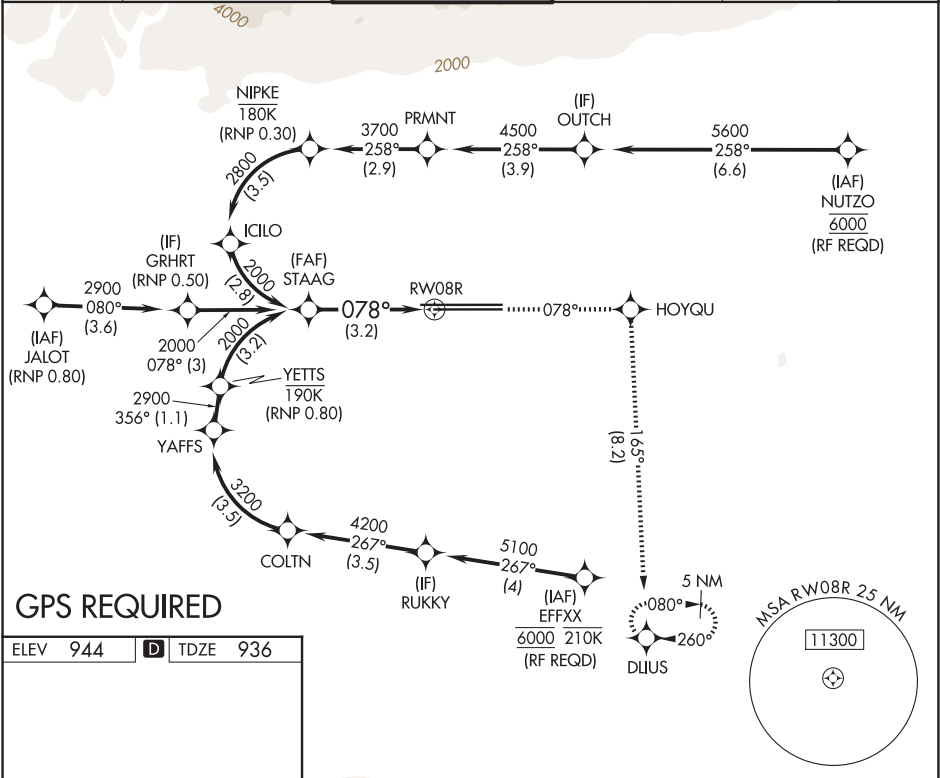 4000
2000
NIPKE
180K
(RNP 0.30)
3700
258°
(2.9)
PRMNT
4500
258°
(3.9)
(IF)
OUTCH
5600
258°
(6.6)
(IAF)
NUTZO
6000
(RF REQD)
2800
(3.5)
ICILO
2000
(2.8)
(IF)
GRHRT
(RNP 0.50)
(FAF)
STAAG
RW08R
2900
080°
(3.6)
078°
(3.2)
078°
HOYQU
(IAF)
JALOT
(RNP 0.80)
2000
078° (3)
2000
(3.2)
YETTS
190K
(RNP 0.80)
2900
356° (1.1)
YAFFS
165°
(8.2)
3200
(3.5)
COLTN
4200
267°
(3.5)
(IF)
RUKKY
5100
267°
(4)
(IAF)
EFFXX
6000 210K
(RF REQD)
5 NM
080°
260°
DLIUS
MSA RW08R 25 NM
11300
GPS REQUIRED
ELEV 944 D TDZE 936